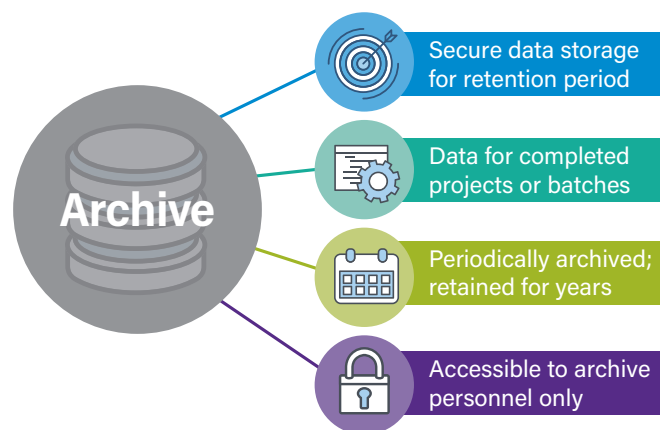 Archive
Secure data storage
for retention period
Data for completed
projects or batches
Periodically archived;
retained for years
Accessible to archive
personnel only